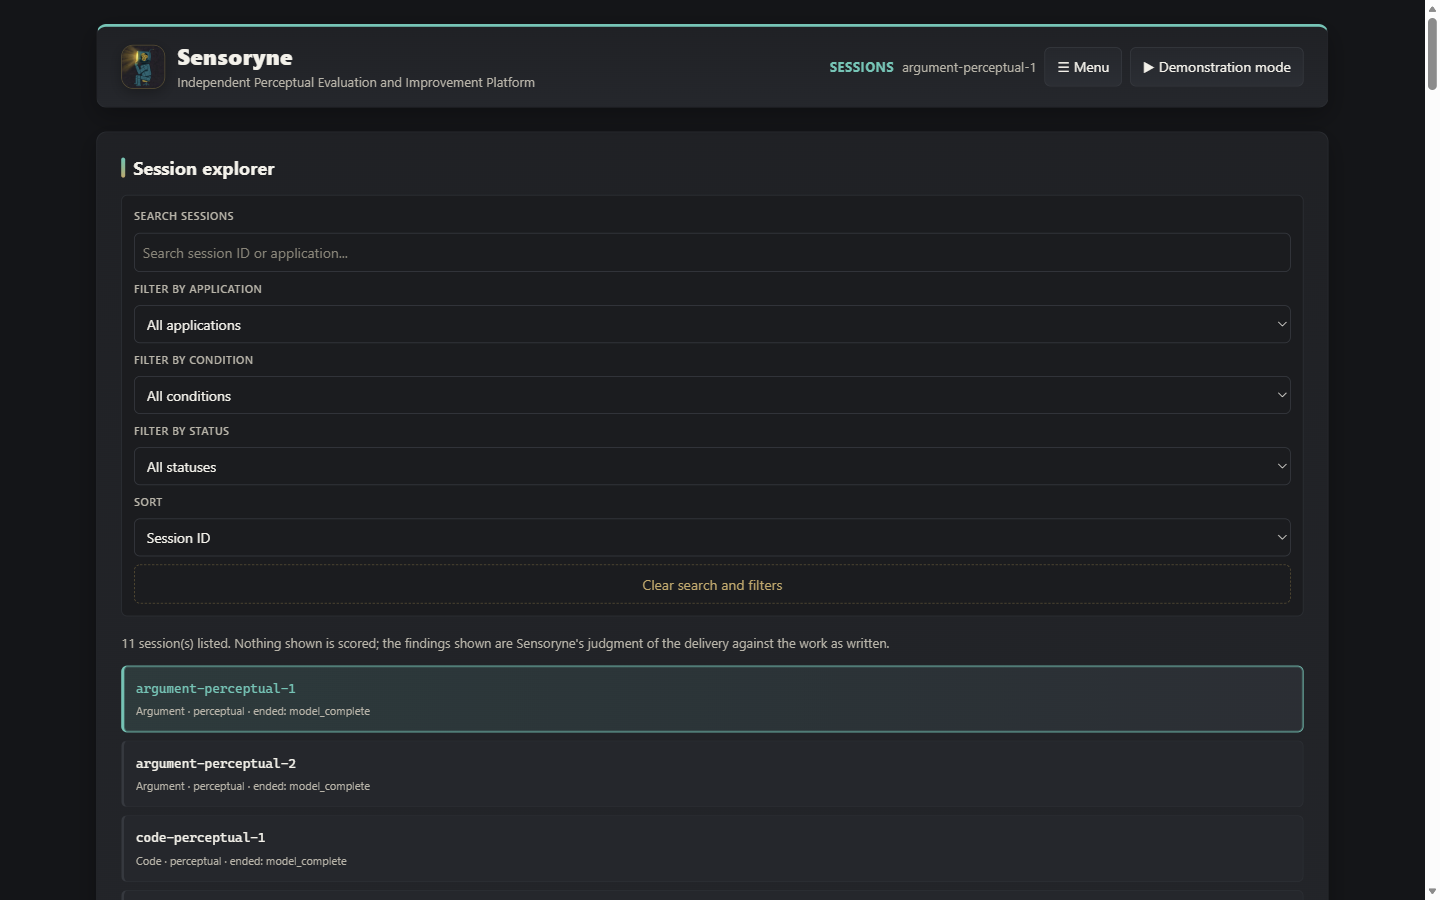 Sensoryne
Independent Perceptual Evaluation and Improvement Platform
SESSIONS argument-perceptual-1 ☰ Menu ▶ Demonstration mode
Session explorer
SEARCH SESSIONS
Search session ID or application...
FILTER BY APPLICATION
All applications
FILTER BY CONDITION
All conditions
FILTER BY STATUS
All statuses
SORT
Session ID
Clear search and filters
11 session(s) listed. Nothing shown is scored; the findings shown are Sensoryne's judgment of the delivery against the work as written.
argument-perceptual-1
Argument · perceptual · ended: model_complete
argument-perceptual-2
Argument · perceptual · ended: model_complete
code-perceptual-1
Code · perceptual · ended: model_complete